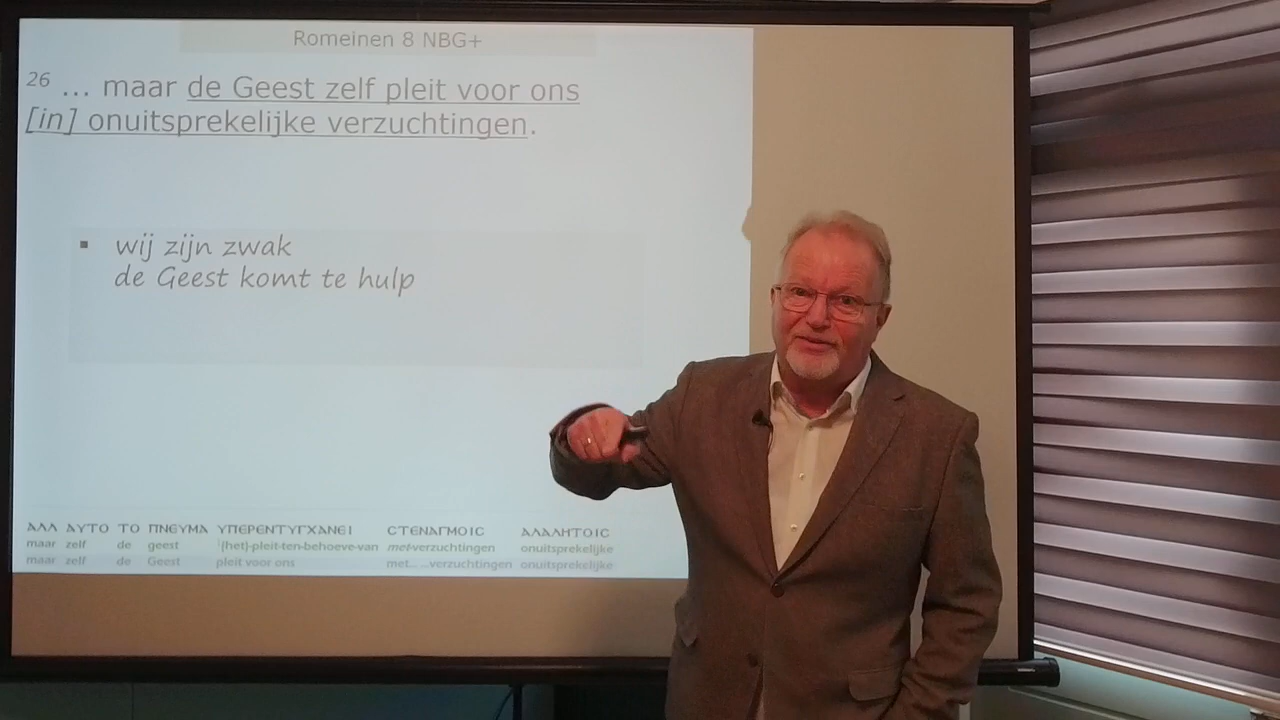 Romeinen 8 NBG+
26 ... maar de Geest zelf pleit voor ons
[in] onuitsprekelijke verzuchtingen.
▪ wij zijn zwak
de Geest komt te hulp
ΑΛΛ ΑΥΤΟ ΤΟ ΠΝΕΥΜΑ ΥΠΕΡΕΝΤΥΓΧΑΝΕΙ ϹΤΕΝΑΓΜΟΙϹ ΑΛΑΛΗΤΟΙϹ
maar zelf de geest [het]-pleit-ten-behoeve-van met-verzuchtingen onuitsprekelijke
maar zelf de Geest pleit voor ons met... ...verzuchtingen onuitsprekelijke